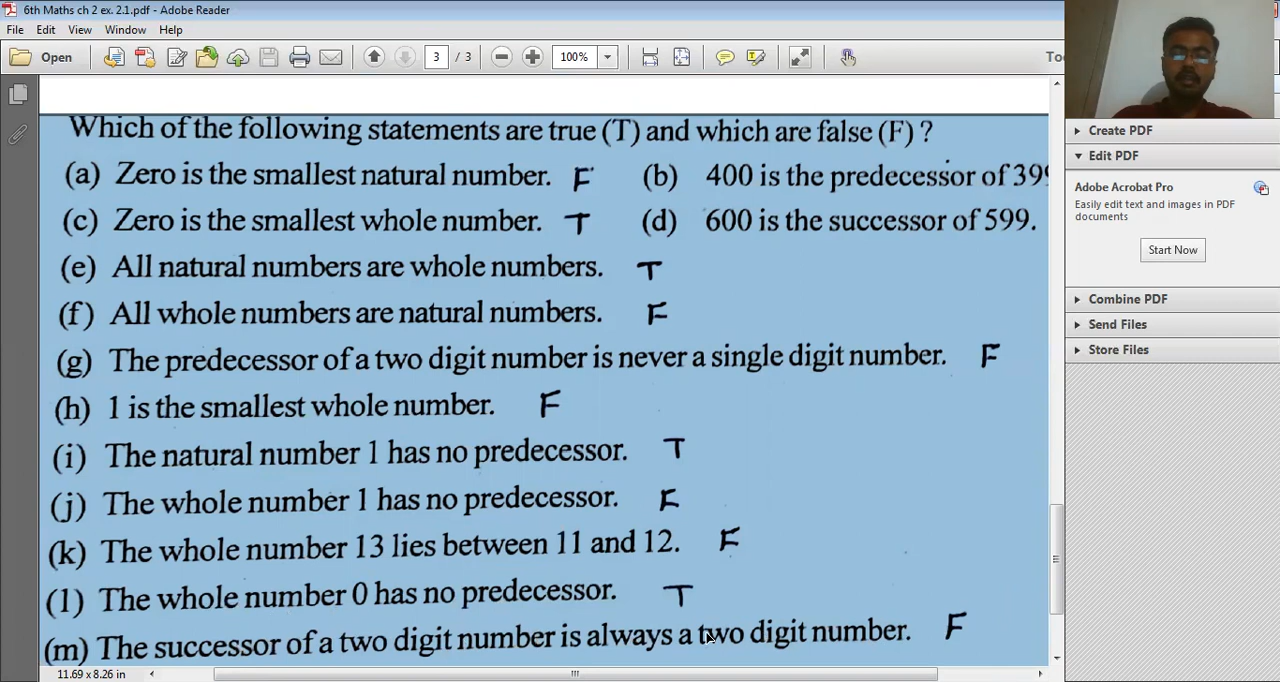 6th Maths ch 2 ex. 2.1.pdf - Adobe Reader
File Edit View Window Help
Open 3 / 3 100%
Create PDF
Edit PDF
Adobe Acrobat Pro
Easily edit text and images in PDF
documents
Start Now
Combine PDF
Send Files
Store Files
Which of the following statements are true (T) and which are false (F) ?
(a) Zero is the smallest natural number. F (b) 400 is the predecessor of
(c) Zero is the smallest whole number. T (d) 600 is the successor of 599.
(e) All natural numbers are whole numbers. T
(f) All whole numbers are natural numbers. F
(g) The predecessor of a two digit number is never a single digit number. F
(h) 1 is the smallest whole number. F
(i) The natural number 1 has no predecessor. T
(j) The whole number 1 has no predecessor. F
(k) The whole number 13 lies between 11 and 12. F
(l) The whole number 0 has no predecessor. T
(m) The successor of a two digit number is always a two digit number. F
11.69 x 8.26 in